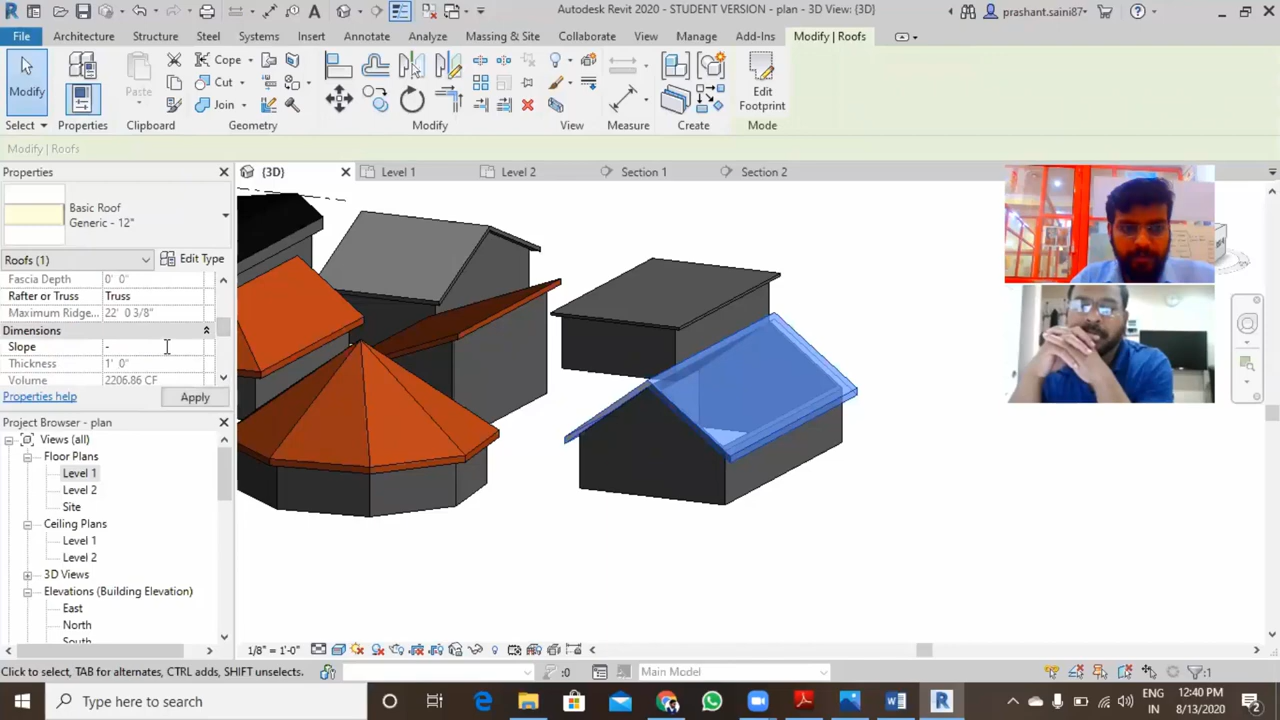 Autodesk Revit 2020 - STUDENT VERSION - plan - 3D View: {3D}
prashant.saini87
File
Architecture
Structure
Steel
Systems
Insert
Annotate
Analyze
Massing & Site
Collaborate
View
Manage
Add-Ins
Modify | Roofs
Modify
Paste
Cope
Cut
Join
Edit
Footprint
Select
Properties
Clipboard
Geometry
Modify
View
Measure
Create
Mode
Modify | Roofs
Properties
{3D}
Level 1
Level 2
Section 1
Section 2
Basic Roof
Generic - 12"
Roofs (1)
Edit Type
Fascia Depth 0' 0"
Rafter or Truss Truss
Maximum Ridge... 22' 0 3/8"
Dimensions
Slope -
Thickness 1' 0"
Volume 2206.86 CF
Properties help
Apply
Project Browser - plan
Views (all)
Floor Plans
Level 1
Level 2
Site
Ceiling Plans
Level 1
Level 2
3D Views
Elevations (Building Elevation)
East
North
South
1/8" = 1'-0"
Click to select, TAB for alternates, CTRL adds, SHIFT unselects.
:0
Main Model
:1
Type here to search
ENG
IN
12:40 PM
8/13/2020
2